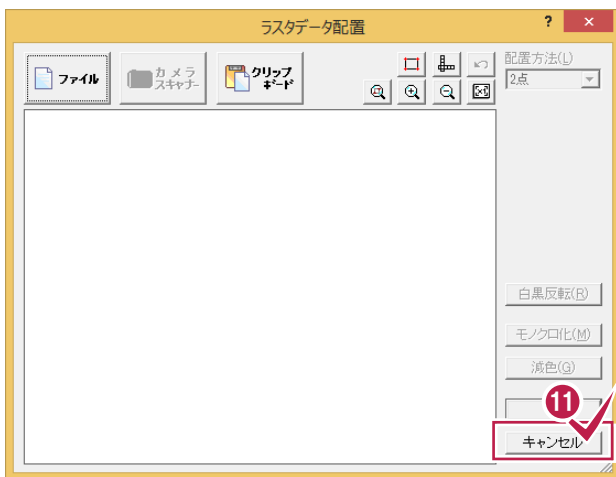 ラスタデータ配置
?
×
ファイル
カメラ
スキャナー
クリップ
ボード
配置方法(L)
2点
白黒反転(R)
モノクロ化(M)
減色(G)
11
キャンセル